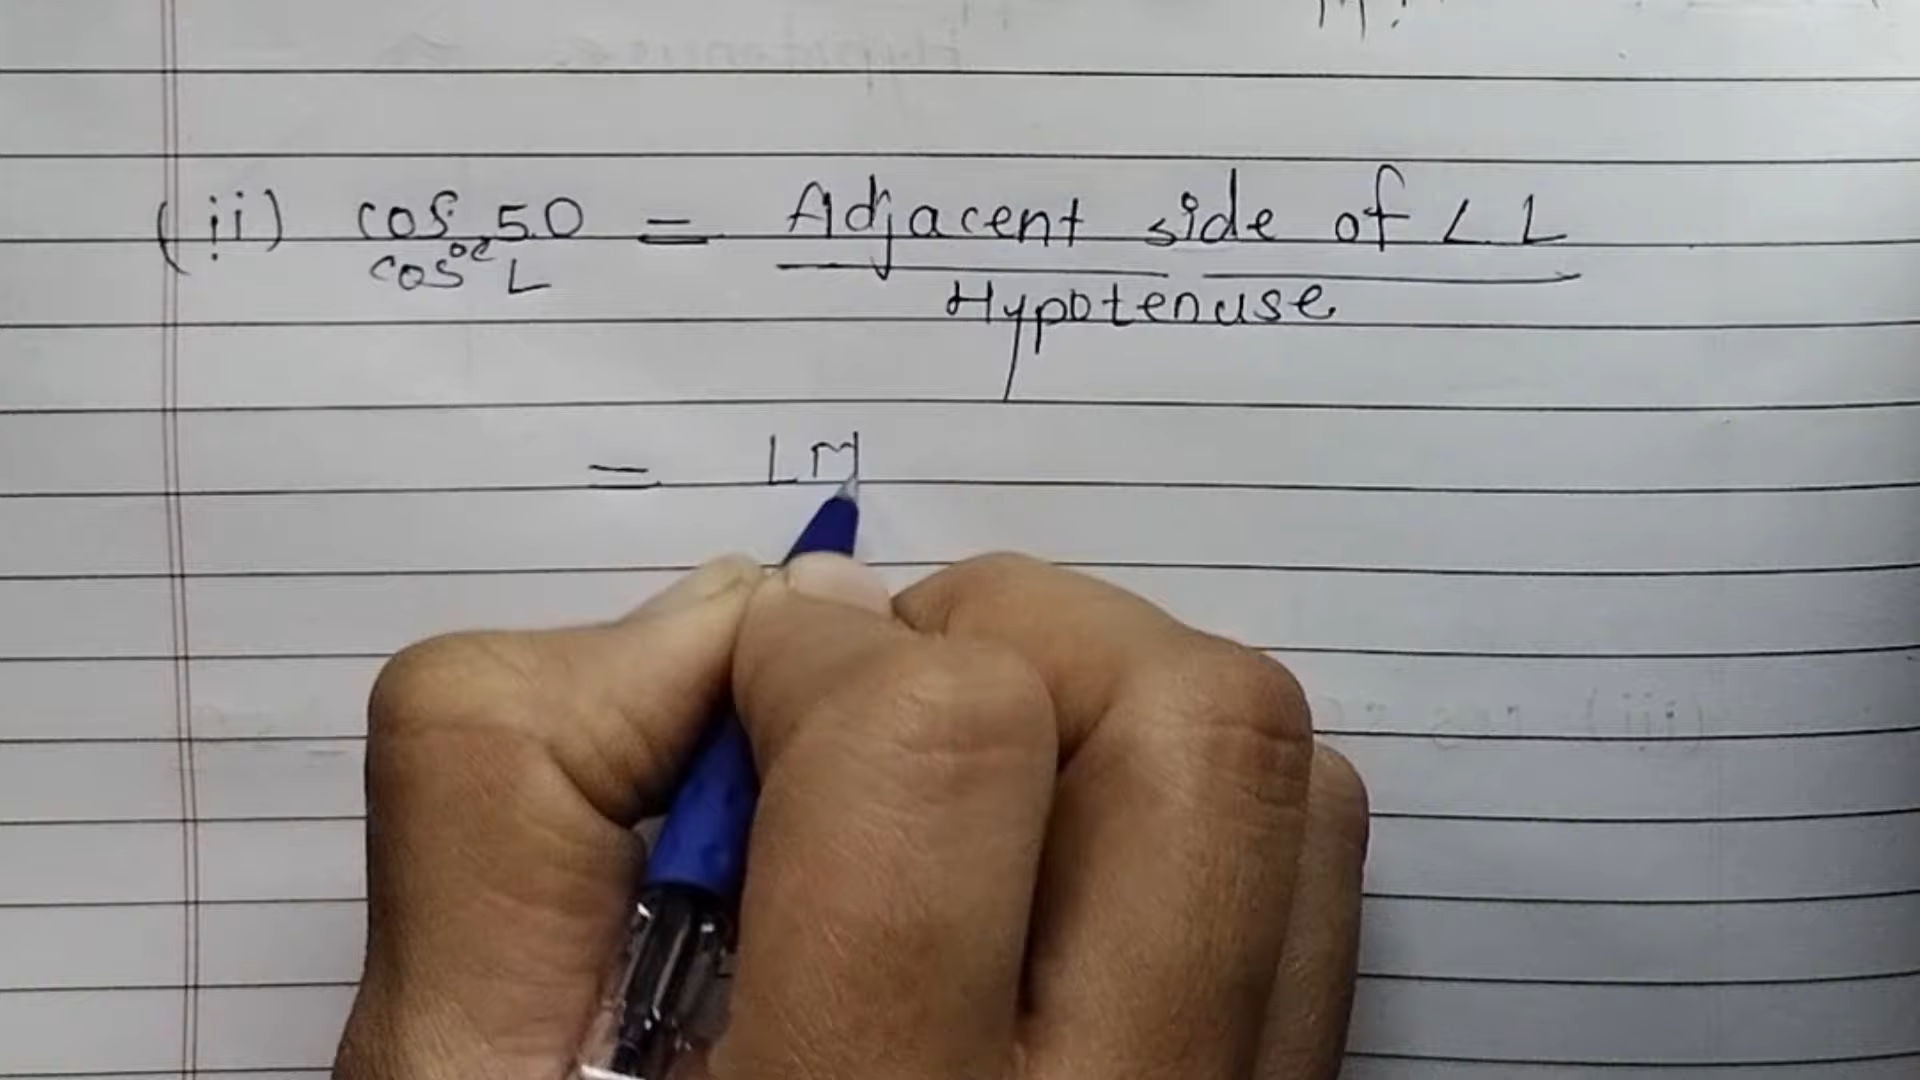 (ii) cos 50 = Adjacent side of ∠ L
cos L
Hypotenuse
= LM